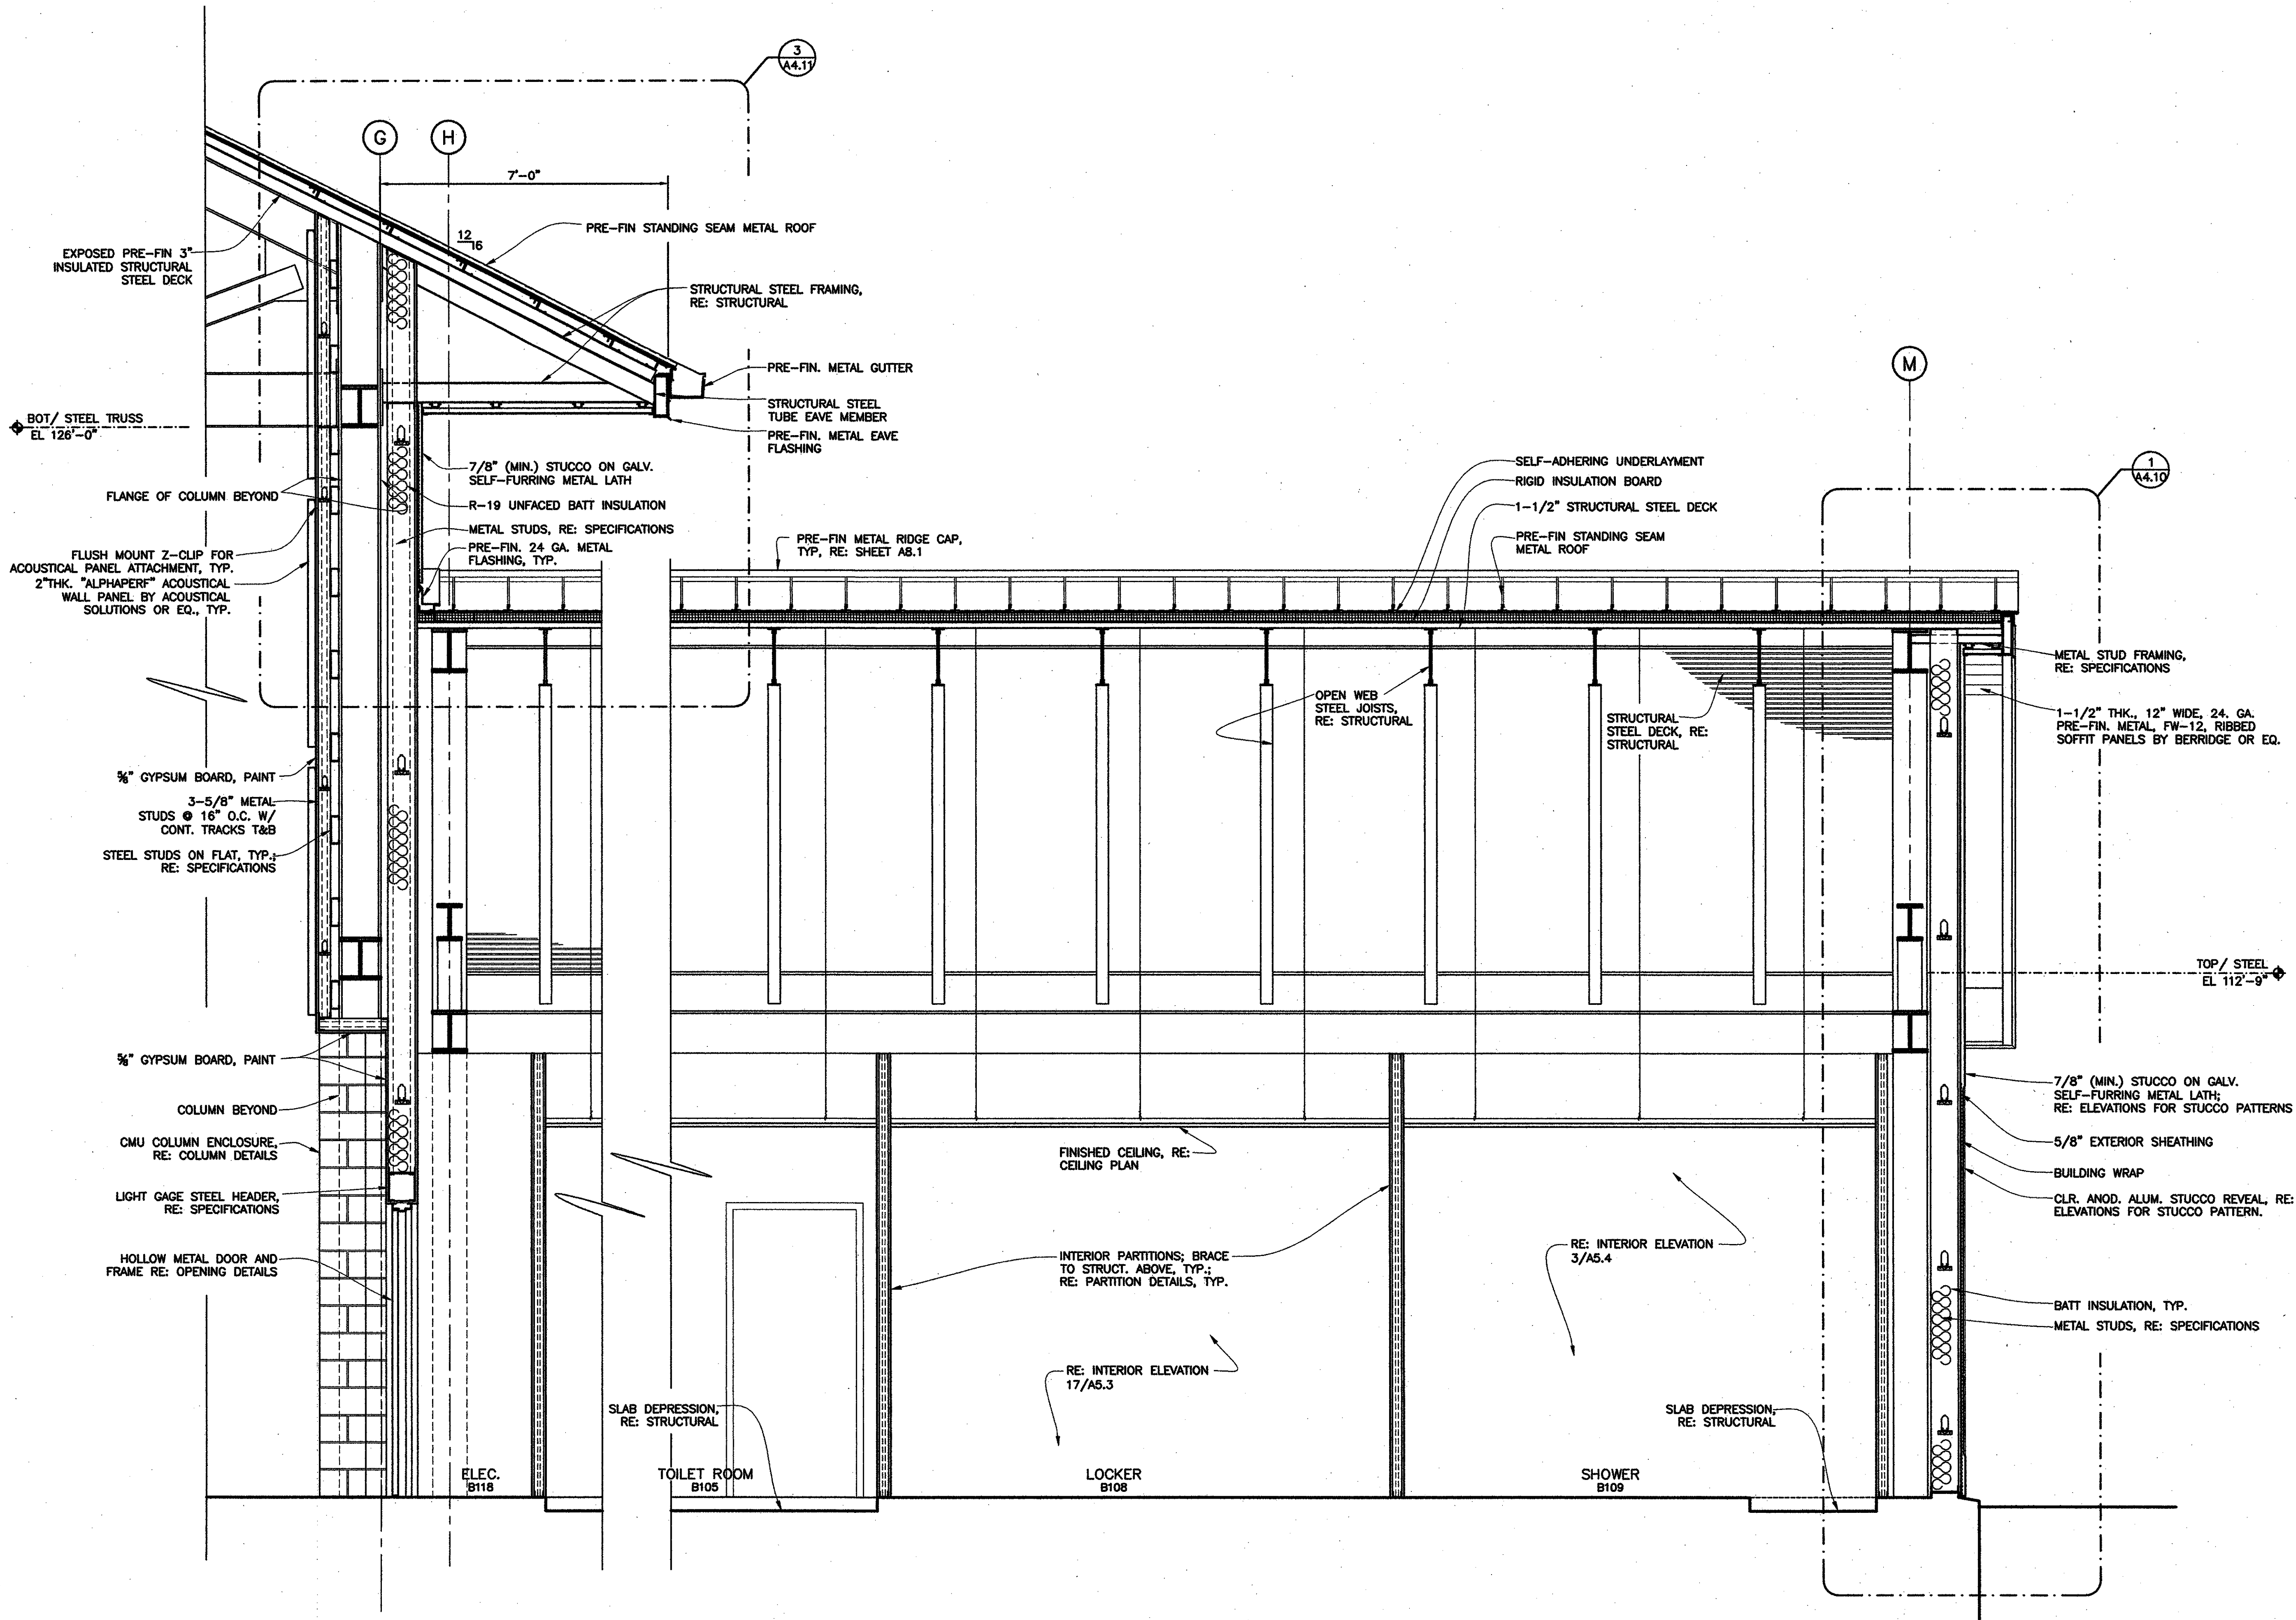 3
A4.11
G
H
7'-0"
12
16
PRE-FIN STANDING SEAM METAL ROOF
EXPOSED PRE-FIN 3"
INSULATED STRUCTURAL
STEEL DECK
STRUCTURAL STEEL FRAMING,
RE: STRUCTURAL
PRE-FIN. METAL GUTTER
STRUCTURAL STEEL
TUBE EAVE MEMBER
PRE-FIN. METAL EAVE
FLASHING
M
BOT/ STEEL TRUSS
EL 126'-0"
7/8" (MIN.) STUCCO ON GALV.
SELF-FURRING METAL LATH
FLANGE OF COLUMN BEYOND
R-19 UNFACED BATT INSULATION
METAL STUDS, RE: SPECIFICATIONS
PRE-FIN. 24 GA. METAL
FLASHING, TYP.
FLUSH MOUNT Z-CLIP FOR
ACOUSTICAL PANEL ATTACHMENT, TYP.
2"THK. "ALPHAPERF" ACOUSTICAL
WALL PANEL BY ACOUSTICAL
SOLUTIONS OR EQ., TYP.
PRE-FIN METAL RIDGE CAP,
TYP, RE: SHEET A8.1
SELF-ADHERING UNDERLAYMENT
RIGID INSULATION BOARD
1-1/2" STRUCTURAL STEEL DECK
PRE-FIN STANDING SEAM
METAL ROOF
1
A4.10
METAL STUD FRAMING,
RE: SPECIFICATIONS
1-1/2" THK., 12" WIDE, 24. GA.
PRE-FIN. METAL, FW-12, RIBBED
SOFFIT PANELS BY BERRIDGE OR EQ.
OPEN WEB
STEEL JOISTS,
RE: STRUCTURAL
STRUCTURAL
STEEL DECK, RE:
STRUCTURAL
5/8" GYPSUM BOARD, PAINT
3-5/8" METAL
STUDS @ 16" O.C. W/
CONT. TRACKS T&B
STEEL STUDS ON FLAT, TYP.;
RE: SPECIFICATIONS
TOP/ STEEL
EL 112'-9"
5/8" GYPSUM BOARD, PAINT
COLUMN BEYOND
CMU COLUMN ENCLOSURE,
RE: COLUMN DETAILS
LIGHT GAGE STEEL HEADER,
RE: SPECIFICATIONS
HOLLOW METAL DOOR AND
FRAME RE: OPENING DETAILS
FINISHED CEILING, RE:
CEILING PLAN
INTERIOR PARTITIONS; BRACE
TO STRUCT. ABOVE, TYP.;
RE: PARTITION DETAILS, TYP.
RE: INTERIOR ELEVATION
3/A5.4
RE: INTERIOR ELEVATION
17/A5.3
7/8" (MIN.) STUCCO ON GALV.
SELF-FURRING METAL LATH;
RE: ELEVATIONS FOR STUCCO PATTERNS
5/8" EXTERIOR SHEATHING
BUILDING WRAP
CLR. ANOD. ALUM. STUCCO REVEAL, RE:
ELEVATIONS FOR STUCCO PATTERN.
BATT INSULATION, TYP.
METAL STUDS, RE: SPECIFICATIONS
SLAB DEPRESSION,
RE: STRUCTURAL
SLAB DEPRESSION,
RE: STRUCTURAL
ELEC.
B118
TOILET ROOM
B105
LOCKER
B108
SHOWER
B109